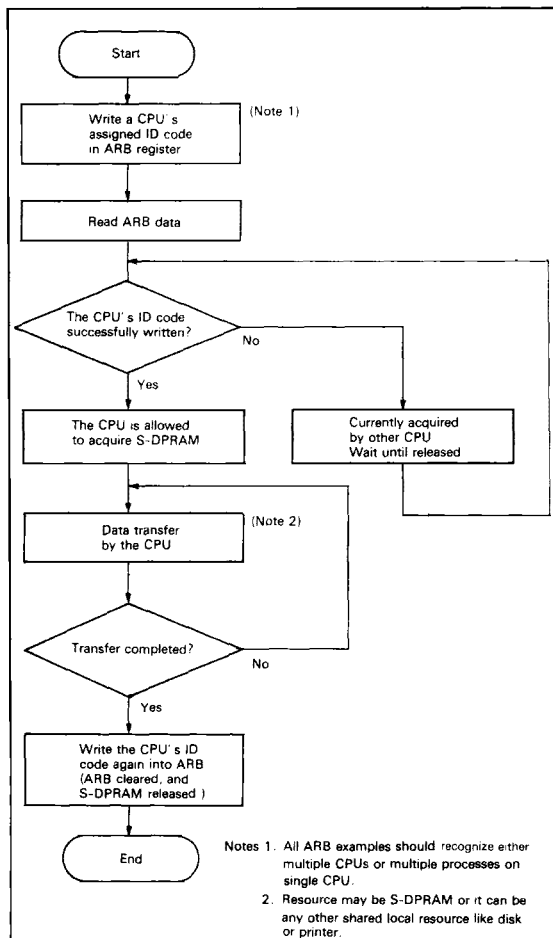 Start
Write a CPU's
assigned ID code
in ARB register
(Note 1)
Read ARB data
The CPU's ID code
successfully written?
No
Yes
The CPU is allowed
to acquire S-DPRAM
Currently acquired
by other CPU
Wait until released
Data transfer
by the CPU
(Note 2)
Transfer completed?
No
Yes
Write the CPU's ID
code again into ARB
(ARB cleared, and
S-DPRAM released )
End
Notes 1. All ARB examples should recognize either
multiple CPUs or multiple processes on
single CPU.
2. Resource may be S-DPRAM or it can be
any other shared local resource like disk
or printer.